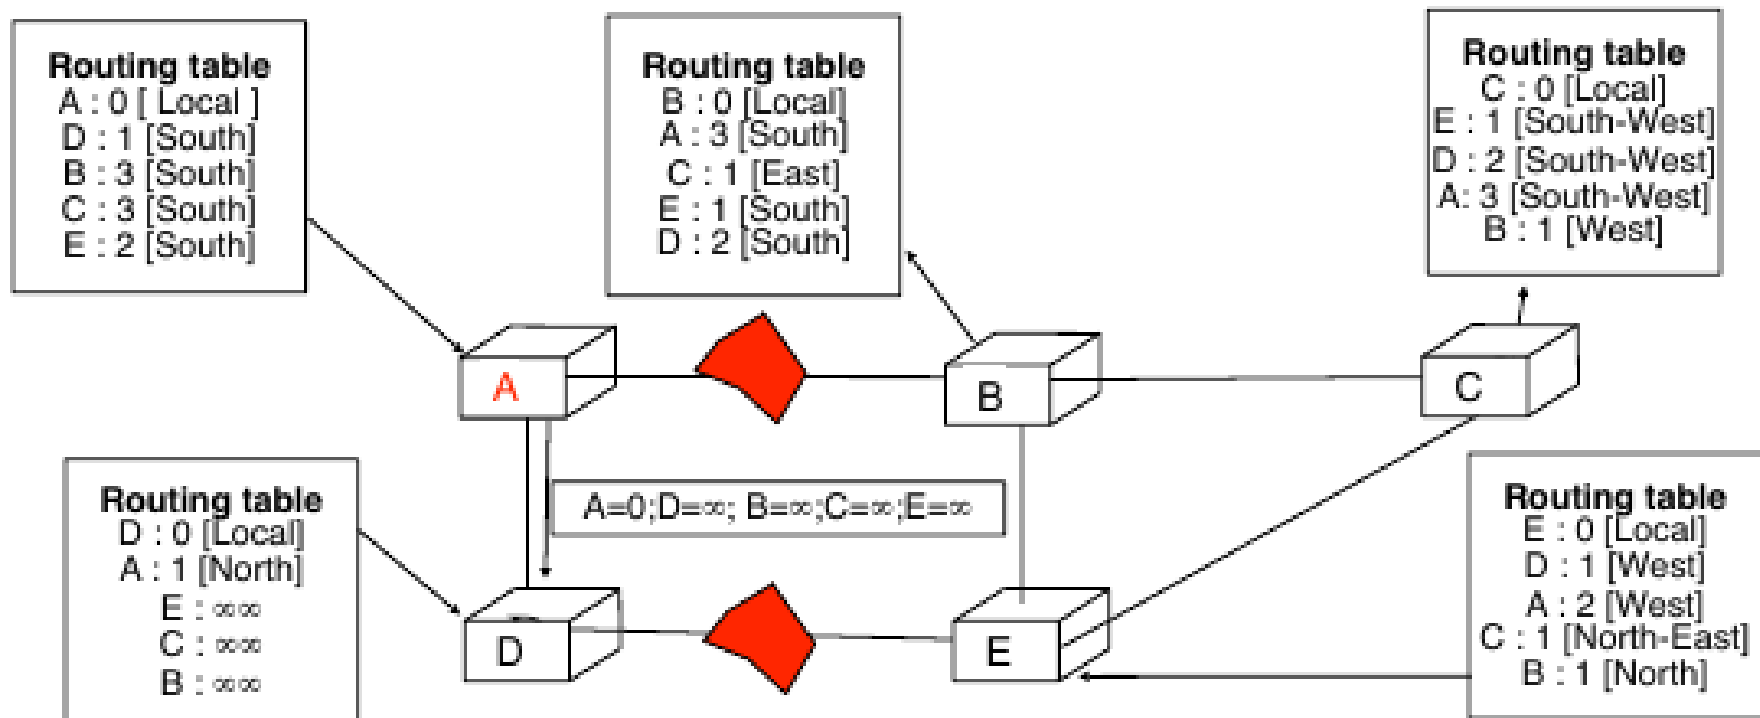 Routing table
A : 0 [ Local ]
D : 1 [South]
B : 3 [South]
C : 3 [South]
E : 2 [South]
Routing table
B : 0 [Local]
A : 3 [South]
C : 1 [East]
E : 1 [South]
D : 2 [South]
Routing table
C : 0 [Local]
E : 1 [South-West]
D : 2 [South-West]
A: 3 [South-West]
B : 1 [West]
A
B
C
A=0;D=∞; B=∞;C=∞;E=∞
Routing table
D : 0 [Local]
A : 1 [North]
E : ∞∞
C : ∞∞
B : ∞∞
D
E
Routing table
E : 0 [Local]
D : 1 [West]
A : 2 [West]
C : 1 [North-East]
B : 1 [North]